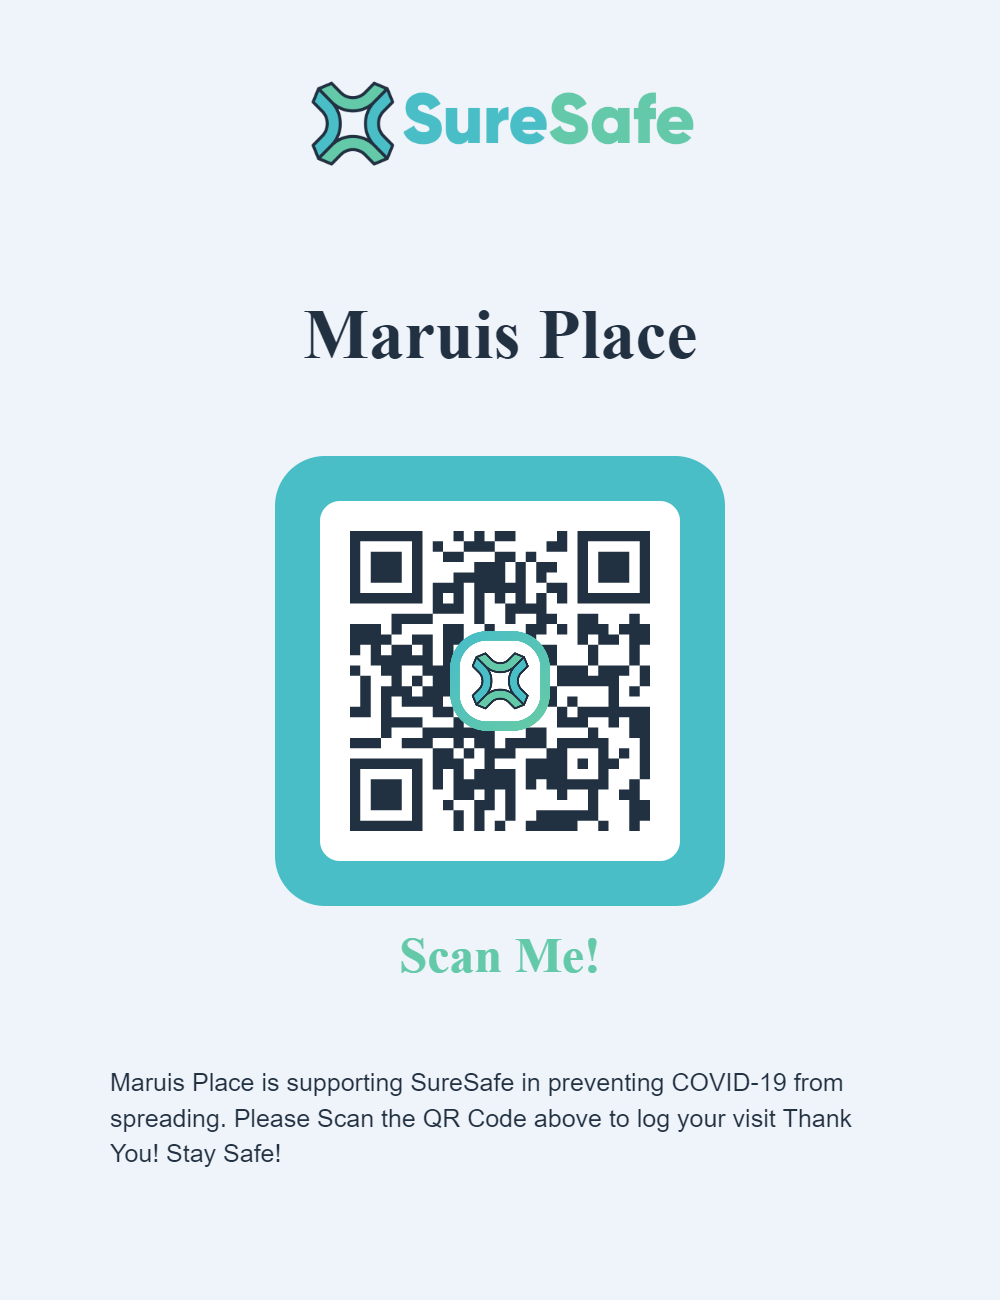 SureSafe
Maruis Place
Scan Me!
Maruis Place is supporting SureSafe in preventing COVID-19 from
spreading. Please Scan the QR Code above to log your visit Thank
You! Stay Safe!